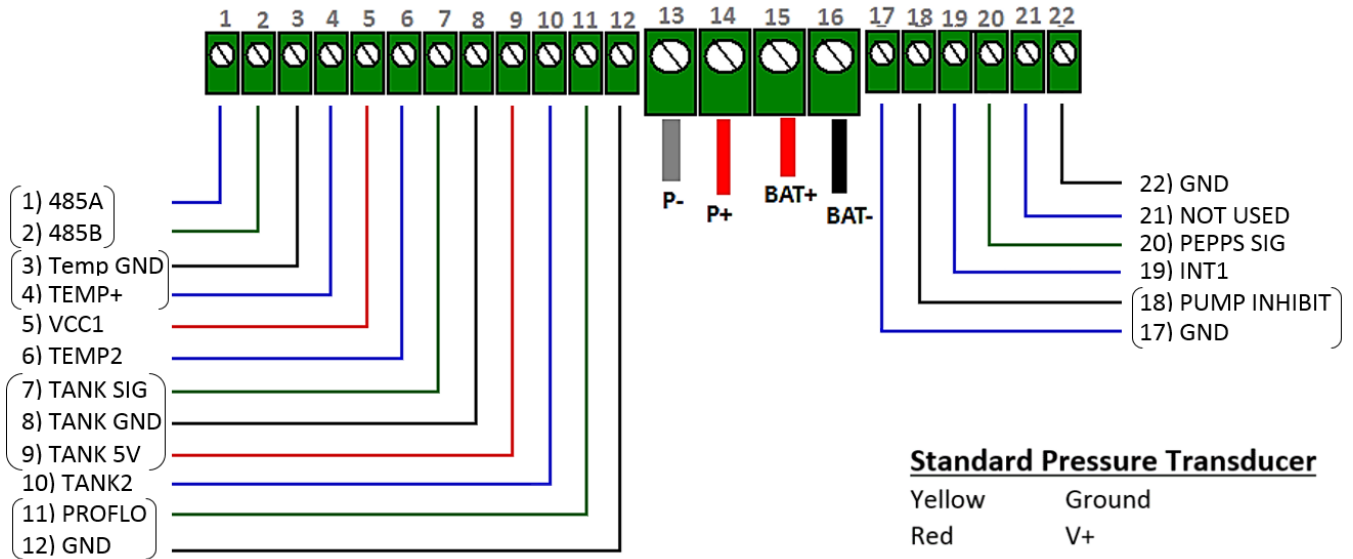 1 2 3 4 5 6 7 8 9 10 11 12 13 14 15 16 17 18 19 20 21 22
P-
P+
BAT+
BAT-
1) 485A
2) 485B
3) Temp GND
4) TEMP+
5) VCC1
6) TEMP2
7) TANK SIG
8) TANK GND
9) TANK 5V
10) TANK2
11) PROFLO
12) GND
22) GND
21) NOT USED
20) PEPPS SIG
19) INT1
18) PUMP INHIBIT
17) GND
Standard Pressure Transducer
Yellow Ground
Red V+